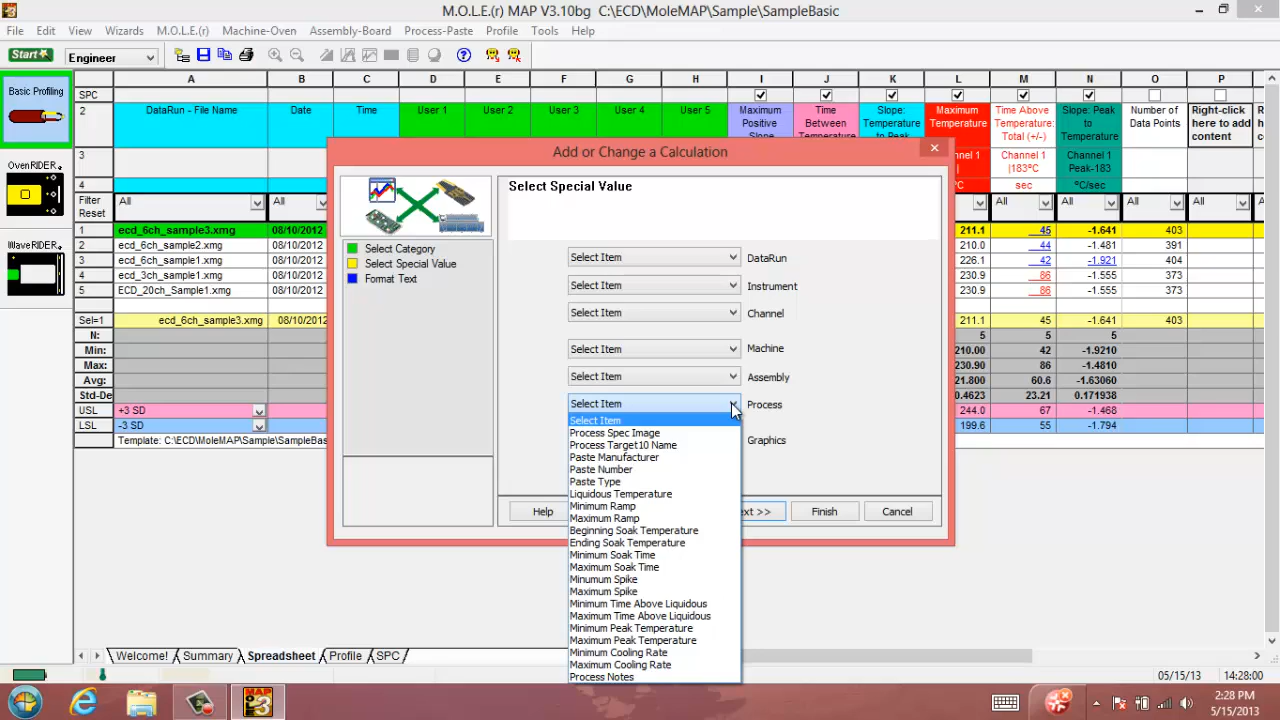 M.O.L.E.(r) MAP V3.10bg C:\ECD\MoleMAP\Sample\SampleBasic
File Edit View Wizards M.O.L.E.(r) Machine-Oven Assembly-Board Process-Paste Profile Tools Help
Start Engineer
Basic Profiling
OvenRIDER
WaveRIDER
A B C D E F G H I J K L M N O P
SPC
2 DataRun - File Name Date Time User 1 User 2 User 3 User 4 User 5 Maximum Positive Slope Time Between Temperature Slope: Temperature to Peak Maximum Temperature Time Above Temperature: Total (+/-) Slope: Peak to Temperature Number of Data Points Right-click here to add content
3 Channel 1 |183ºC Channel 1 Peak-183
4 sec ºC/sec
Filter Reset All All All All All All
1 ecd_6ch_sample3.xmg 08/10/2012 211.1 45 -1.641 403
2 ecd_6ch_sample2.xmg 08/10/2012 210.0 44 -1.481 391
3 ecd_6ch_sample1.xmg 08/10/2012 226.1 42 -1.921 404
4 ecd_3ch_sample1.xmg 08/10/2012 230.9 86 -1.555 373
5 ECD_20ch_Sample1.xmg 08/10/2012 230.9 86 -1.555 373
Sel=1 ecd_6ch_sample3.xmg 08/10/2012 211.1 45 -1.641 403
N: 5 5 5
Min: 210.00 42 -1.9210
Max: 230.90 86 -1.4810
Avg: 60.6 -1.63060
Std-De 23.21 0.171938
USL +3 SD 244.0 67 -1.468
LSL -3 SD 199.6 55 -1.794
Template: C:\ECD\MoleMAP\Sample\SampleBas
Add or Change a Calculation
Select Category
Select Special Value
Format Text
Select Special Value
Select Item DataRun
Select Item Instrument
Select Item Channel
Select Item Machine
Select Item Assembly
Select Item Process
Graphics
Select Item
Process Spec Image
Process Target10 Name
Paste Manufacturer
Paste Number
Paste Type
Liquidous Temperature
Minimum Ramp
Maximum Ramp
Beginning Soak Temperature
Ending Soak Temperature
Minimum Soak Time
Maximum Soak Time
Minumum Spike
Maximum Spike
Minimum Time Above Liquidous
Maximum Time Above Liquidous
Minimum Peak Temperature
Maximum Peak Temperature
Minimum Cooling Rate
Maximum Cooling Rate
Process Notes
Help ext >> Finish Cancel
Welcome! Summary Spreadsheet Profile SPC
05/15/13 14:28:00
2:28 PM
5/15/2013